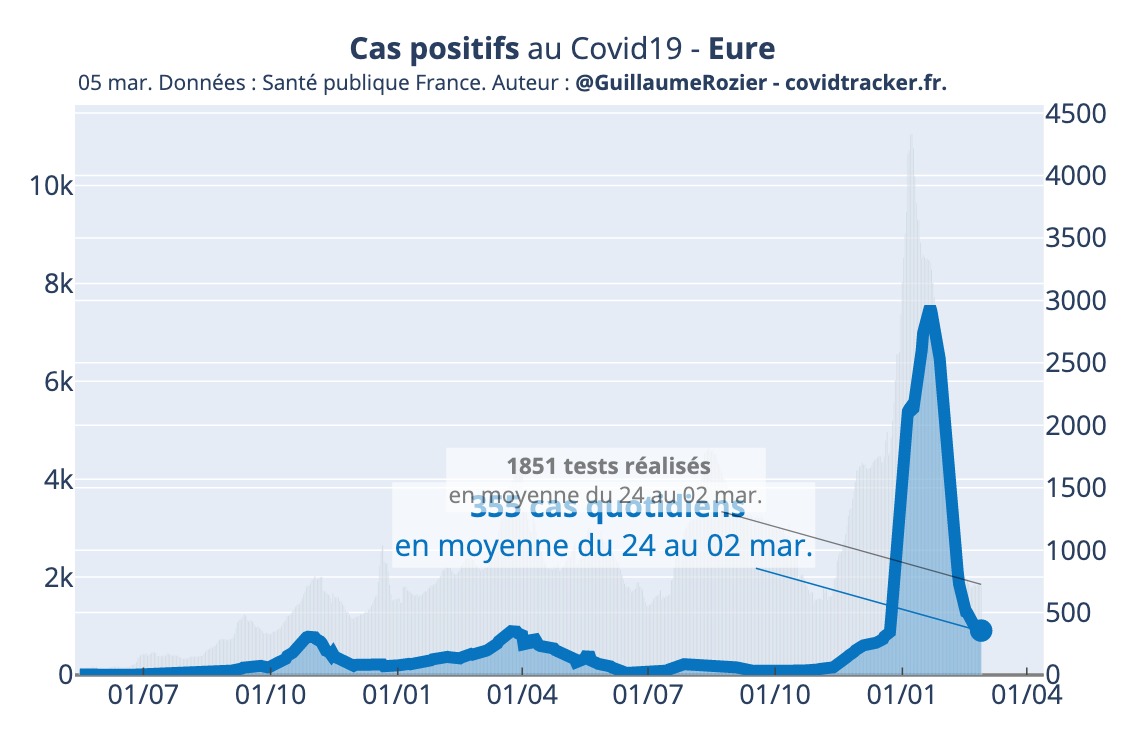 Cas positifs au Covid19 - Eure
05 mar. Données : Santé publique France. Auteur : @GuillaumeRozier - covidtracker.fr.
4500
10k
4000
3500
8k
3000
6k
2500
2000
1851 tests réalisés
en moyenne du 24 au 02 mar.
4k
1500
355 cas quotidiens
en moyenne du 24 au 02 mar.
1000
2k
500
0
0
01/07
01/10
01/01
01/04
01/07
01/10
01/01
01/04